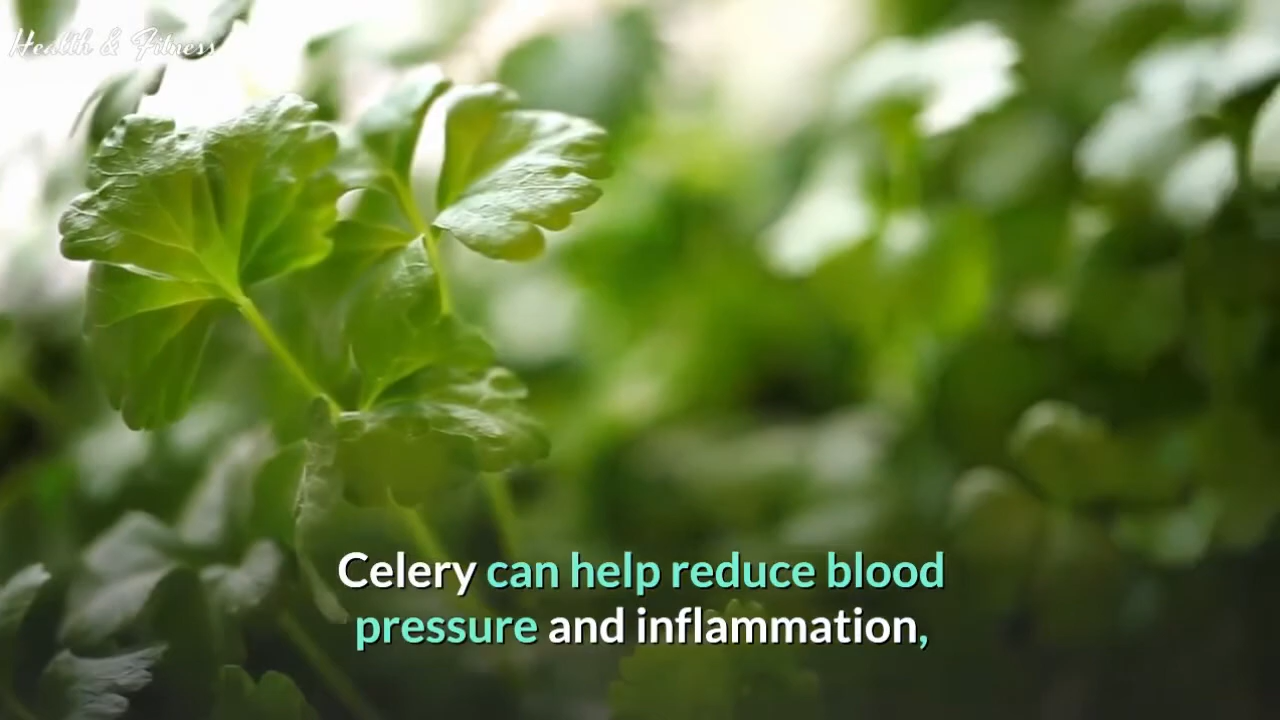 Health & Fitness
Celery can help reduce blood
pressure and inflammation,